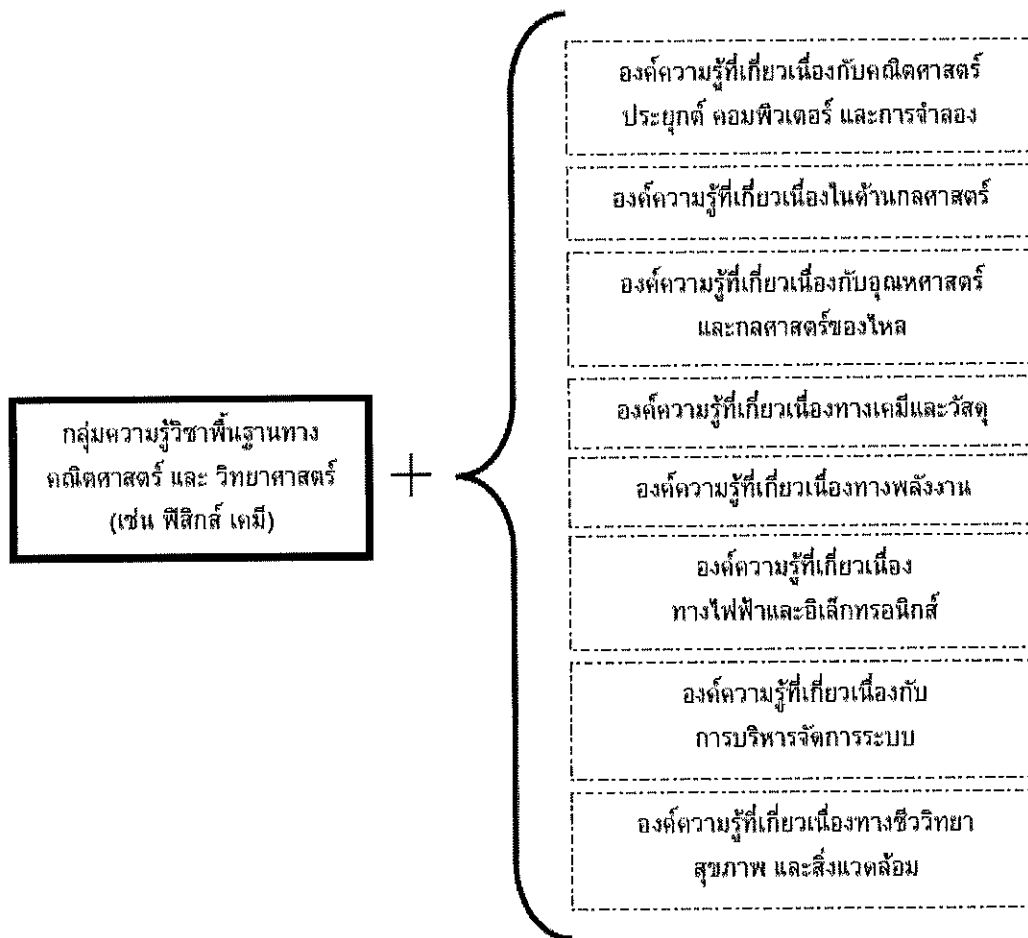 องค์ความรู้ที่เกี่ยวเนื่องกับคณิตศาสตร์
ประยุกต์ คอมพิวเตอร์ และการจำลอง
องค์ความรู้ที่เกี่ยวเนื่องในด้านกลศาสตร์
องค์ความรู้ที่เกี่ยวเนื่องกับอุณหศาสตร์
และกลศาสตร์ของไหล
กลุ่มความรู้วิชาพื้นฐานทาง
คณิตศาสตร์ และ วิทยาศาสตร์
(เช่น ฟิสิกส์ เคมี)
+
องค์ความรู้ที่เกี่ยวเนื่องทางเคมีและวัสดุ
องค์ความรู้ที่เกี่ยวเนื่องทางพลังงาน
องค์ความรู้ที่เกี่ยวเนื่อง
ทางไฟฟ้าและอิเล็กทรอนิกส์
องค์ความรู้ที่เกี่ยวเนื่องกับ
การบริหารจัดการระบบ
องค์ความรู้ที่เกี่ยวเนื่องทางชีววิทยา
สุขภาพ และสิ่งแวดล้อม